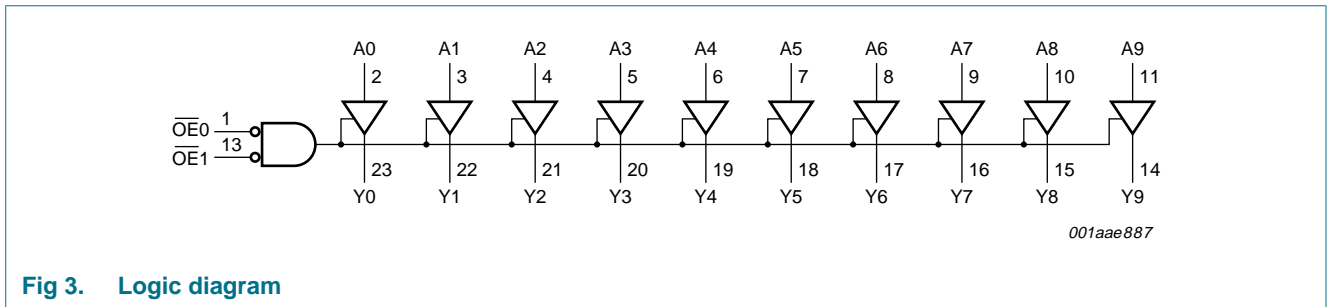 A0 A1 A2 A3 A4 A5 A6 A7 A8 A9
2 3 4 5 6 7 8 9 10 11
O̅E̅0 1
O̅E̅1 13
23 22 21 20 19 18 17 16 15 14
Y0 Y1 Y2 Y3 Y4 Y5 Y6 Y7 Y8 Y9
001aae887
Fig 3. Logic diagram